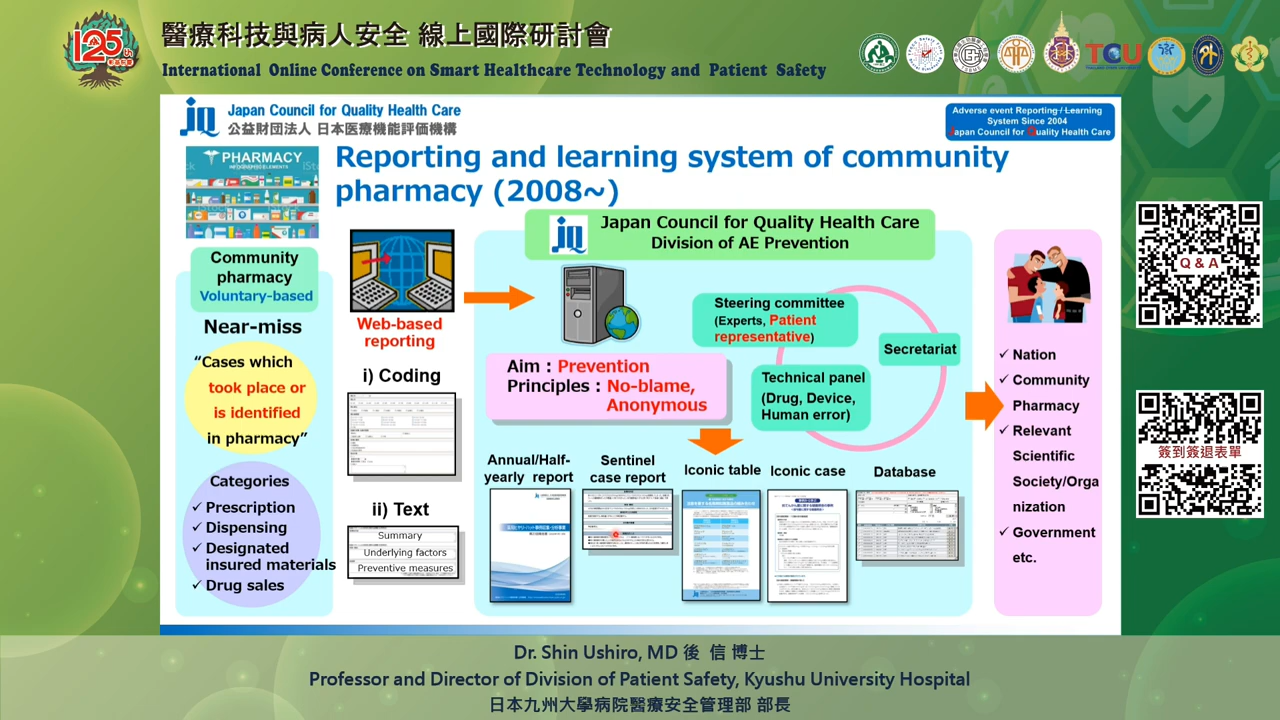 125
醫療科技與病人安全 線上國際研討會
International Online Conference on Smart Healthcare Technology and Patient Safety
TCU
jq
Japan Council for Quality Health Care
公益財団法人 日本医療機能評価機構
Adverse event Reporting / Learning
System Since 2004
Japan Council for Quality Health Care
PHARMACY
INFOGRAPHIC ELEMENTS
Reporting and learning system of community
pharmacy (2008~)
Community
pharmacy
Voluntary-based
Near-miss
“Cases which
took place or
is identified
in pharmacy”
Categories
✓ Prescription
✓ Dispensing
✓ Designated
insured materials
✓ Drug sales
Web-based
reporting
i) Coding
ii) Text
Summary
Underlying factors
Preventive measures
jq
Japan Council for Quality Health Care
Division of AE Prevention
Aim : Prevention
Principles : No-blame,
Anonymous
Steering committee
(Experts, Patient
representative)
Secretariat
Technical panel
(Drug, Device,
Human error)
Annual/Half-
yearly report
Sentinel
case report
Iconic table
Iconic case
Database
✓ Nation
✓ Community
Pharmacy
✓ Relevant
Scientific
Society/Orga
nization
✓ Government
etc.
Q & A
簽到簽退表單
Dr. Shin Ushiro, MD 後 信 博士
Professor and Director of Division of Patient Safety, Kyushu University Hospital
日本九州大學病院醫療安全管理部 部長